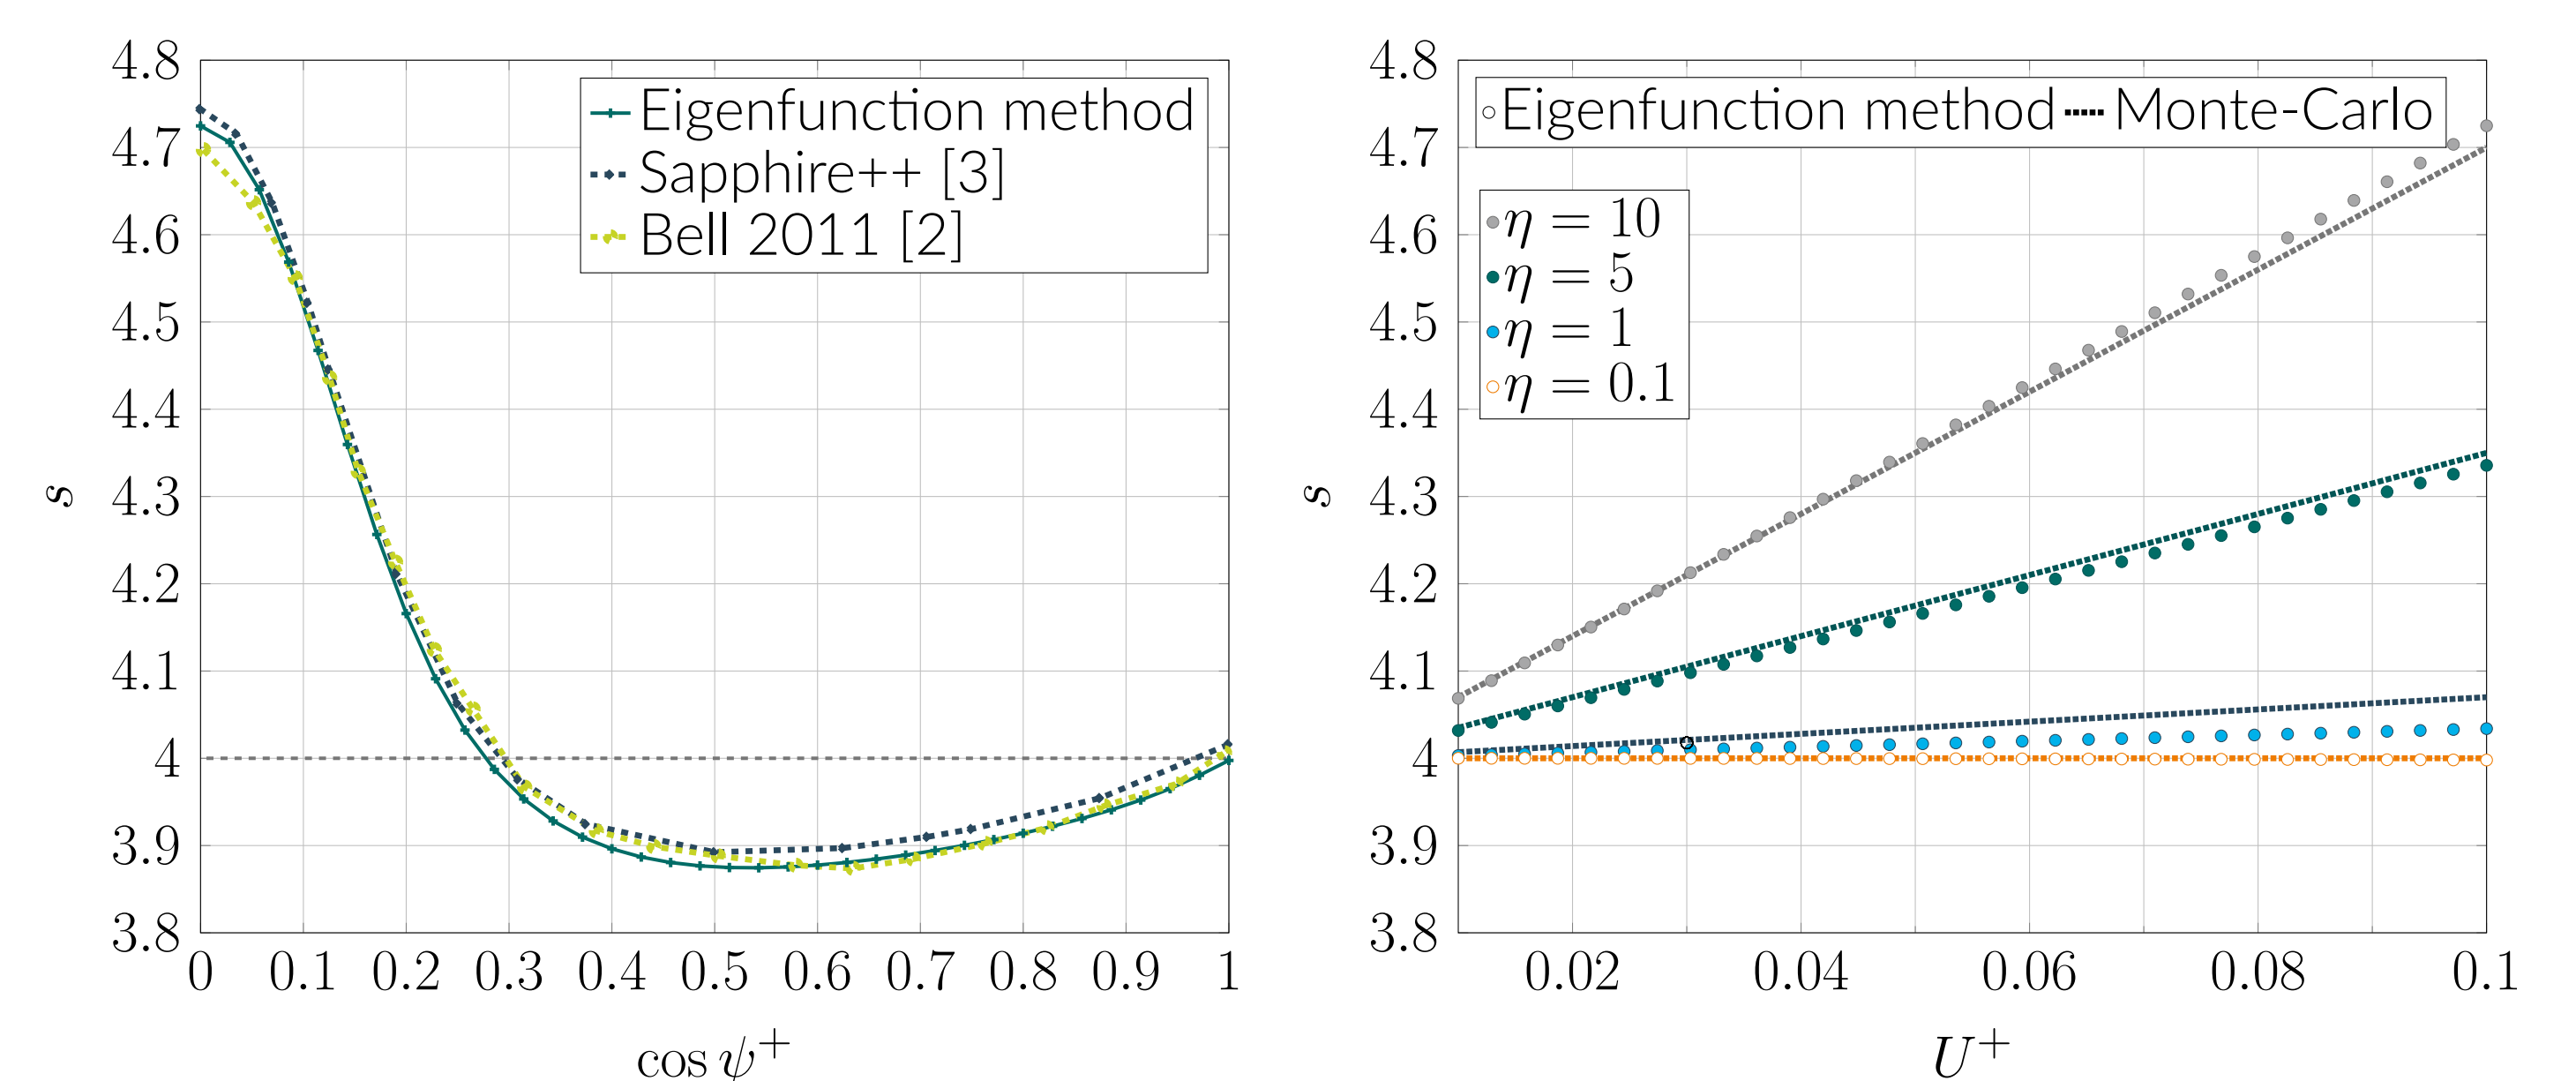 4.8
4.7
4.6
4.5
4.4
4.3
4.2
4.1
4
3.9
3.8
s
Eigenfunction method
Sapphire++ [3]
Bell 2011 [2]
0 0.1 0.2 0.3 0.4 0.5 0.6 0.7 0.8 0.9 1
cos ψ⁺
4.8
4.7
4.6
4.5
4.4
4.3
4.2
4.1
4
3.9
3.8
s
Eigenfunction method Monte-Carlo
η = 10
η = 5
η = 1
η = 0.1
0.02 0.04 0.06 0.08 0.1
U⁺